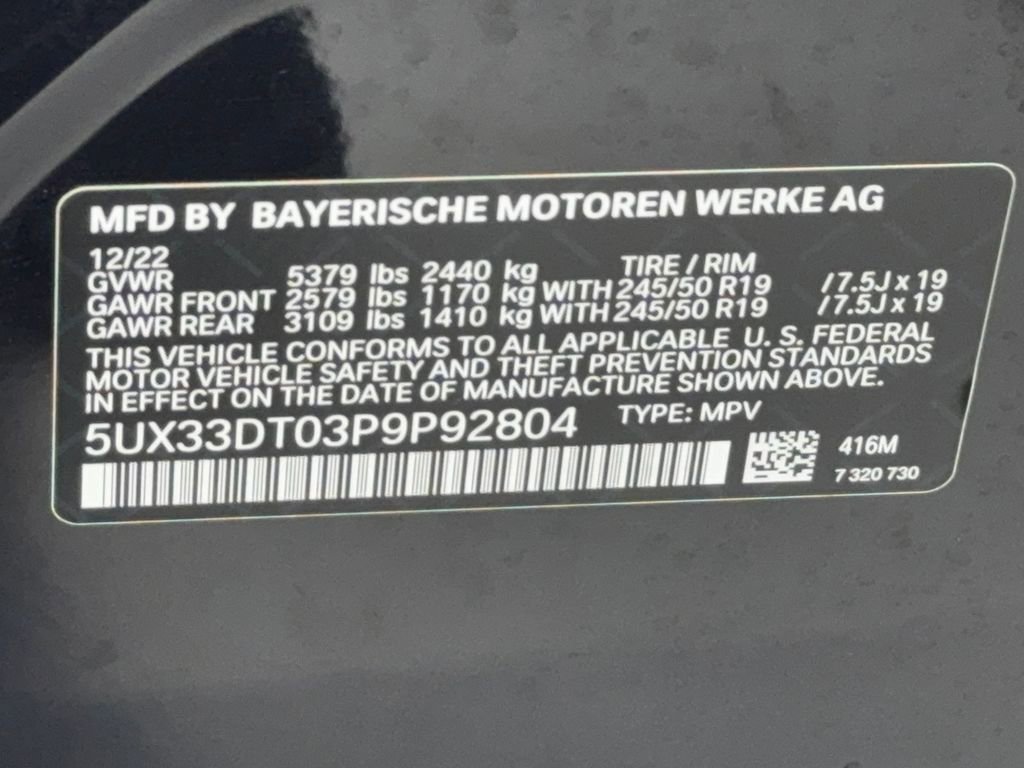 MFD BY BAYERISCHE MOTOREN WERKE AG
12/22 TIRE / RIM
GVWR 5379 lbs 2440 kg
GAWR FRONT 2579 lbs 1170 kg WITH 245/50 R19 /7.5J x 19
GAWR REAR 3109 lbs 1410 kg WITH 245/50 R19 /7.5J x 19
THIS VEHICLE CONFORMS TO ALL APPLICABLE U. S. FEDERAL
MOTOR VEHICLE SAFETY AND THEFT PREVENTION STANDARDS
IN EFFECT ON THE DATE OF MANUFACTURE SHOWN ABOVE.
5UX33DT03P9P92804 TYPE: MPV
416M
7 320 730